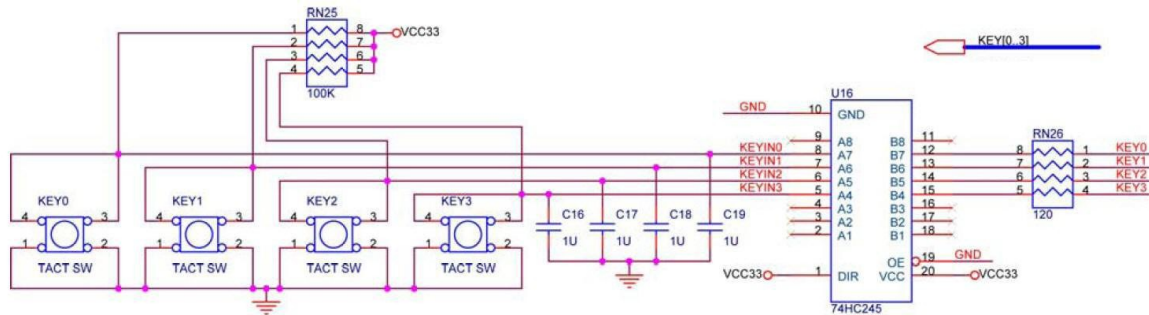 RN25
1 8 VCC33
2 7
3 6
4 5
100K
KEY[0..3]
U16
GND 10 GND
9 A8 B8 11
KEYIN0 8 A7 B7 12
KEYIN1 7 A6 B6 13
KEYIN2 6 A5 B5 14
KEYIN3 5 A4 B4 15
4 A3 B3 16
3 A2 B2 17
2 A1 B1 18
OE 19 GND
VCC33 1 DIR VCC 20 VCC33
74HC245
RN26
8 1 KEY0
7 2 KEY1
6 3 KEY2
5 4 KEY3
120
KEY0
4 3
1 2
TACT SW
KEY1
4 3
1 2
TACT SW
KEY2
4 3
1 2
TACT SW
KEY3
4 3
1 2
TACT SW
C16
1U
C17
1U
C18
1U
C19
1U